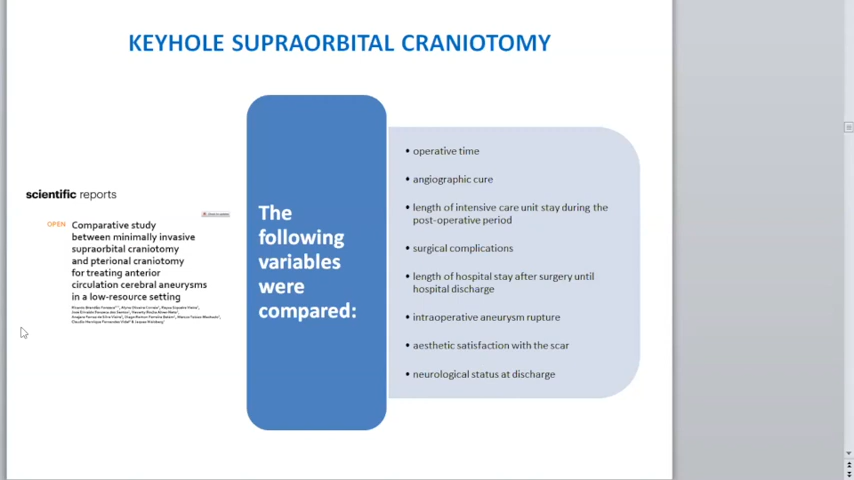 KEYHOLE SUPRAORBITAL CRANIOTOMY
scientific reports
OPEN
Comparative study
between minimally invasive
supraorbital craniotomy
and pterional craniotomy
for treating anterior
circulation cerebral aneurysms
in a low-resource setting
The
following
variables
were
compared:
• operative time
• angiographic cure
• length of intensive care unit stay during the
post-operative period
• surgical complications
• length of hospital stay after surgery until
hospital discharge
• intraoperative aneurysm rupture
• aesthetic satisfaction with the scar
• neurological status at discharge